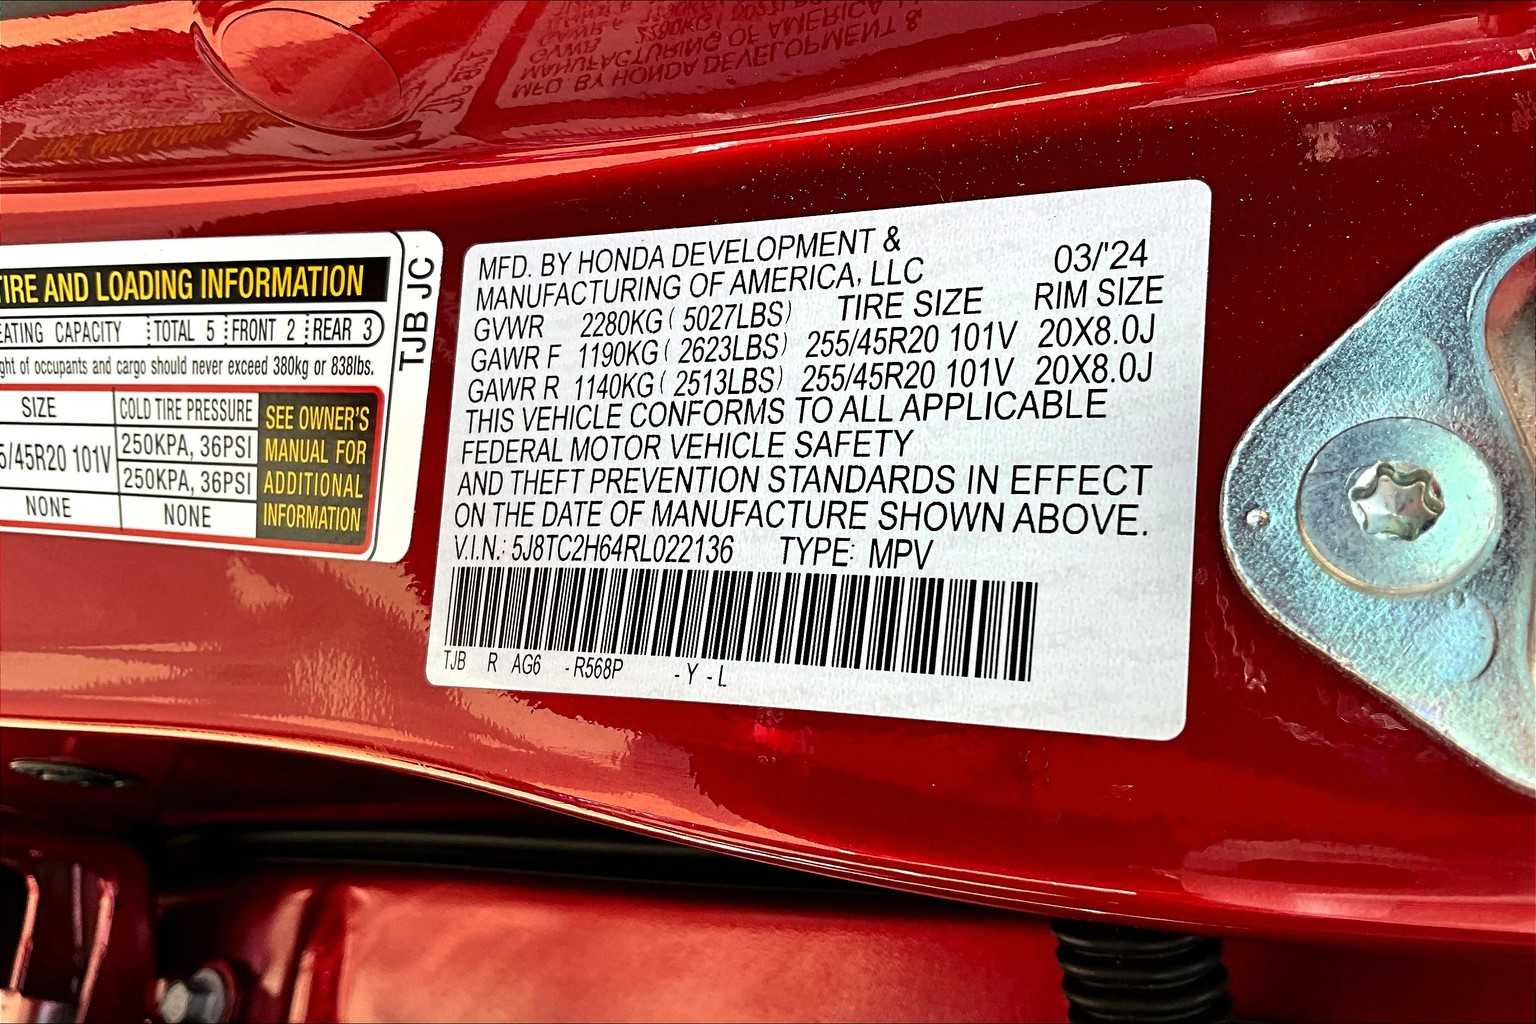 TIRE AND LOADING INFORMATION
SEATING CAPACITY TOTAL 5 FRONT 2 REAR 3
of occupants and cargo should never exceed 380kg or 838lbs.
SIZE COLD TIRE PRESSURE SEE OWNER'S MANUAL FOR ADDITIONAL INFORMATION
5/45R20 101V 250KPA, 36PSI
250KPA, 36PSI
NONE NONE
TJB JC
MFD. BY HONDA DEVELOPMENT &
MANUFACTURING OF AMERICA, LLC 03/'24
GVWR 2280KG ( 5027LBS) TIRE SIZE RIM SIZE
GAWR F 1190KG ( 2623LBS) 255/45R20 101V 20X8.0J
GAWR R 1140KG ( 2513LBS) 255/45R20 101V 20X8.0J
THIS VEHICLE CONFORMS TO ALL APPLICABLE
FEDERAL MOTOR VEHICLE SAFETY
AND THEFT PREVENTION STANDARDS IN EFFECT
ON THE DATE OF MANUFACTURE SHOWN ABOVE.
V.I.N.: 5J8TC2H64RL022136 TYPE: MPV
TJB R AG6 -R568P -Y -L